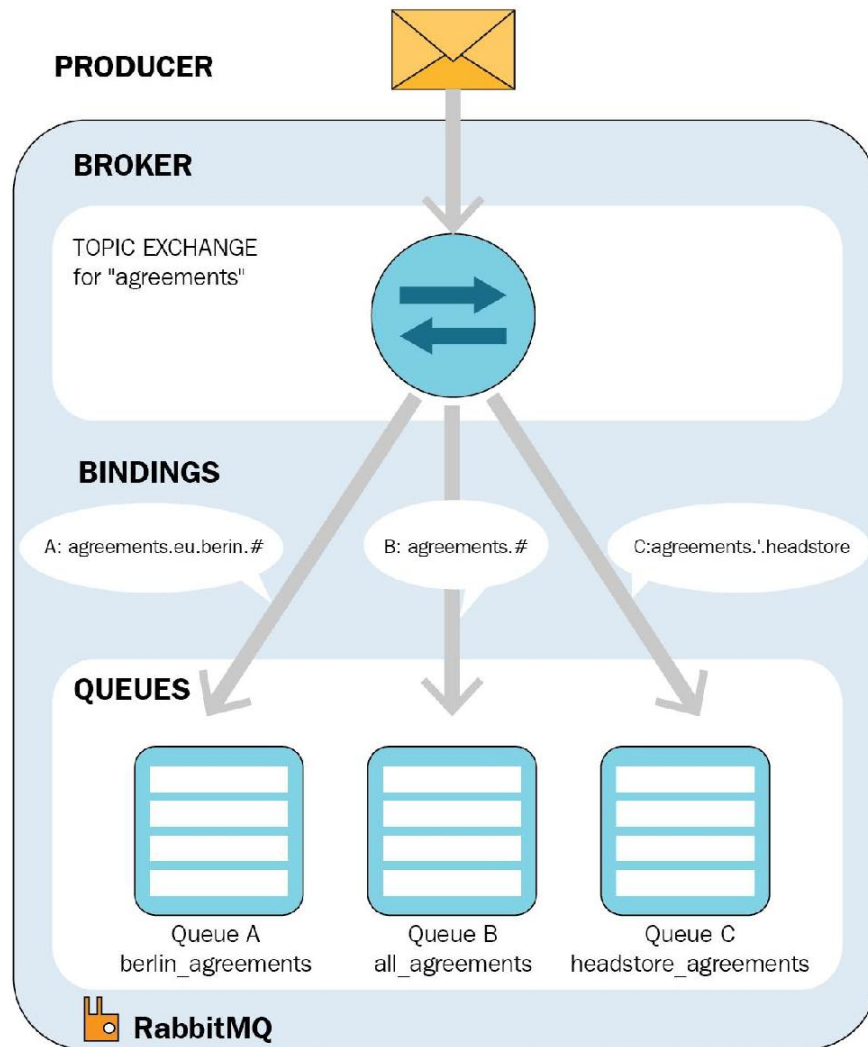 PRODUCER
BROKER
TOPIC EXCHANGE
for "agreements"
BINDINGS
A: agreements.eu.berin.#
B: agreements.#
C:agreements.'.headstore
QUEUES
Queue A
berlin_agreements
Queue B
all_agreements
Queue C
headstore_agreements
RabbitMQ